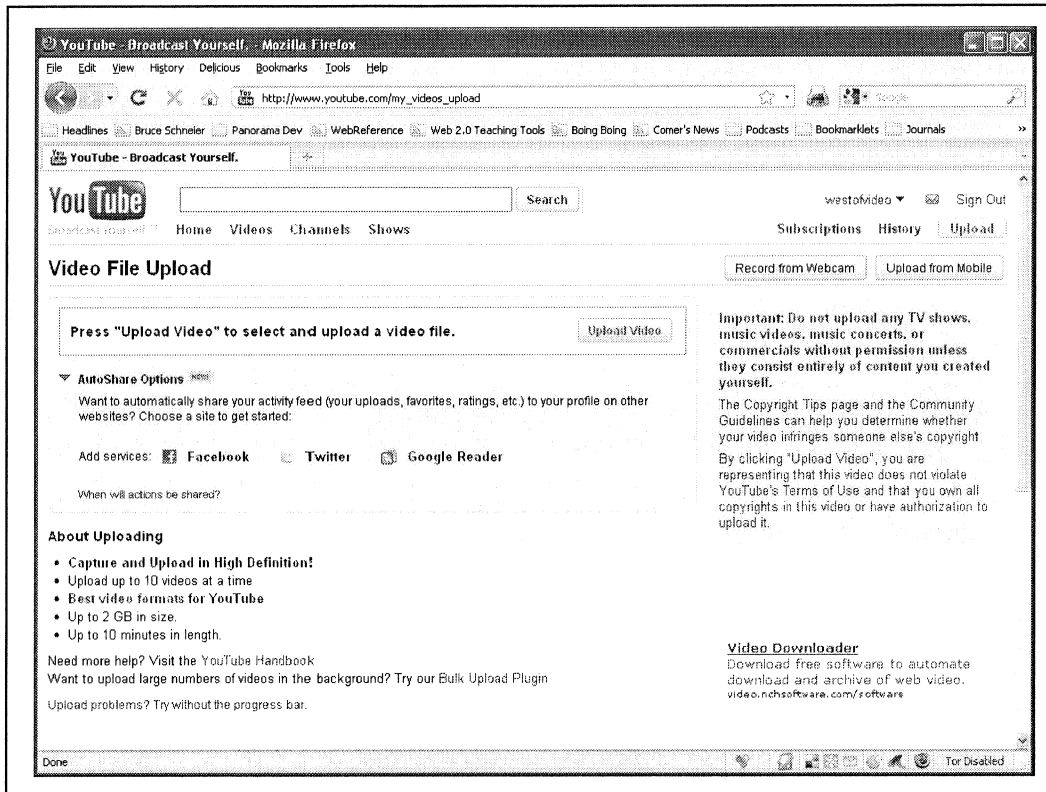 YouTube - Broadcast Yourself. - Mozilla Firefox
File Edit View History Delicious Bookmarks Tools Help
You Tube http://www.youtube.com/my_videos_upload Google
Headlines Bruce Schneier Panorama Dev WebReference Web 2.0 Teaching Tools Boing Boing Comer's News Podcasts Bookmarklets Journals »
You Tube YouTube - Broadcast Yourself.
You Tube Search westofvideo Sign Out
Broadcast Yourself ™ Home Videos Channels Shows Subscriptions History Upload
Video File Upload Record from Webcam Upload from Mobile
Press "Upload Video" to select and upload a video file. Upload Video
AutoShare Options NEW!
Want to automatically share your activity feed (your uploads, favorites, ratings, etc.) to your profile on other
websites? Choose a site to get started:
Add services: Facebook Twitter Google Reader
When will actions be shared?
About Uploading
• Capture and Upload in High Definition!
• Upload up to 10 videos at a time
• Best video formats for YouTube
• Up to 2 GB in size.
• Up to 10 minutes in length.
Need more help? Visit the YouTube Handbook
Want to upload large numbers of videos in the background? Try our Bulk Upload Plugin
Upload problems? Try without the progress bar.
Important: Do not upload any TV shows,
music videos, music concerts, or
commercials without permission unless
they consist entirely of content you created
yourself.
The Copyright Tips page and the Community
Guidelines can help you determine whether
your video infringes someone else's copyright
By clicking "Upload Video", you are
representing that this video does not violate
YouTube's Terms of Use and that you own all
copyrights in this video or have authorization to
upload it.
Video Downloader
Download free software to automate
download and archive of web video.
video.nchsoftware.com/software
Done Tor Disabled